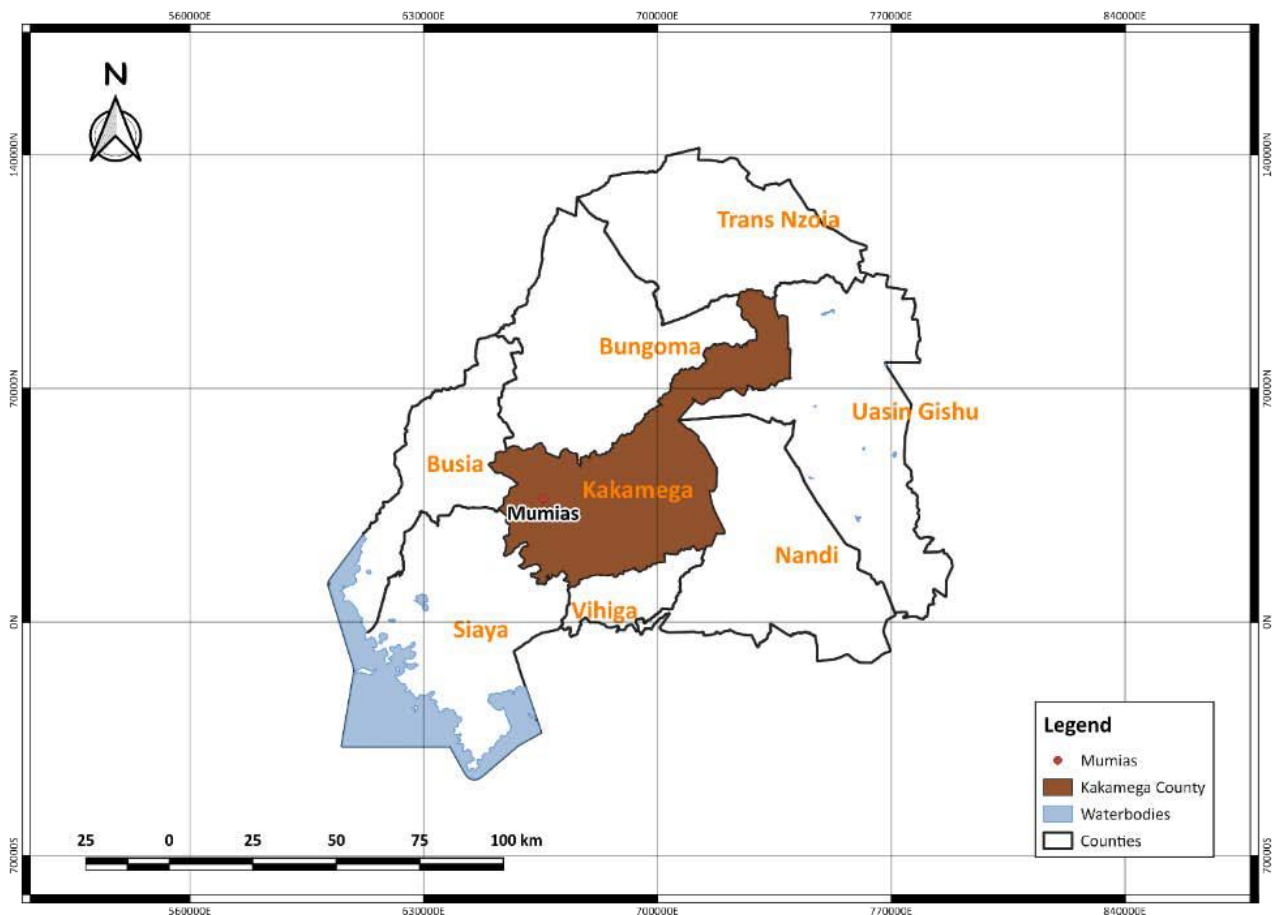 560000E 630000E 700000E 770000E 840000E
N
140000N 140000N
Trans Nzoia
Bungoma
70000N 70000N
Uasin Gishu
Busia
Kakamega
Mumias
Nandi
Vihiga
0N 0N
Siaya
Legend
Mumias
Kakamega County
Waterbodies
Counties
25 0 25 50 75 100 km
70000S 70000S
560000E 630000E 700000E 770000E 840000E